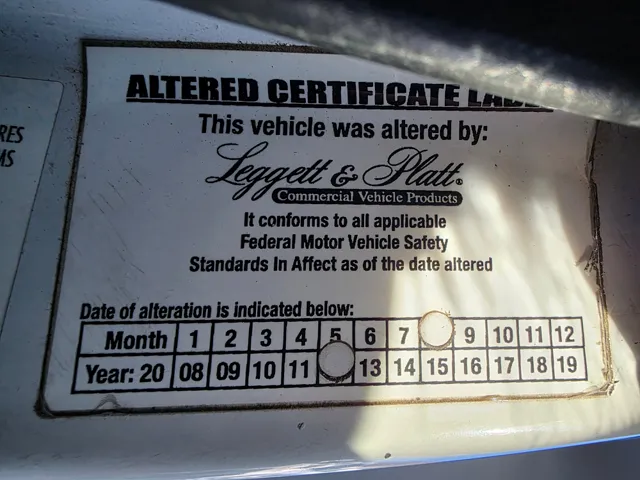 RES
MS
ALTERED CERTIFICATE LABEL
This vehicle was altered by:
Leggett & Platt®
Commercial Vehicle Products
It conforms to all applicable
Federal Motor Vehicle Safety
Standards In Affect as of the date altered
Date of alteration is indicated below:
Month 1 2 3 4 5 6 7 9 10 11 12
Year: 20 08 09 10 11 13 14 15 16 17 18 19